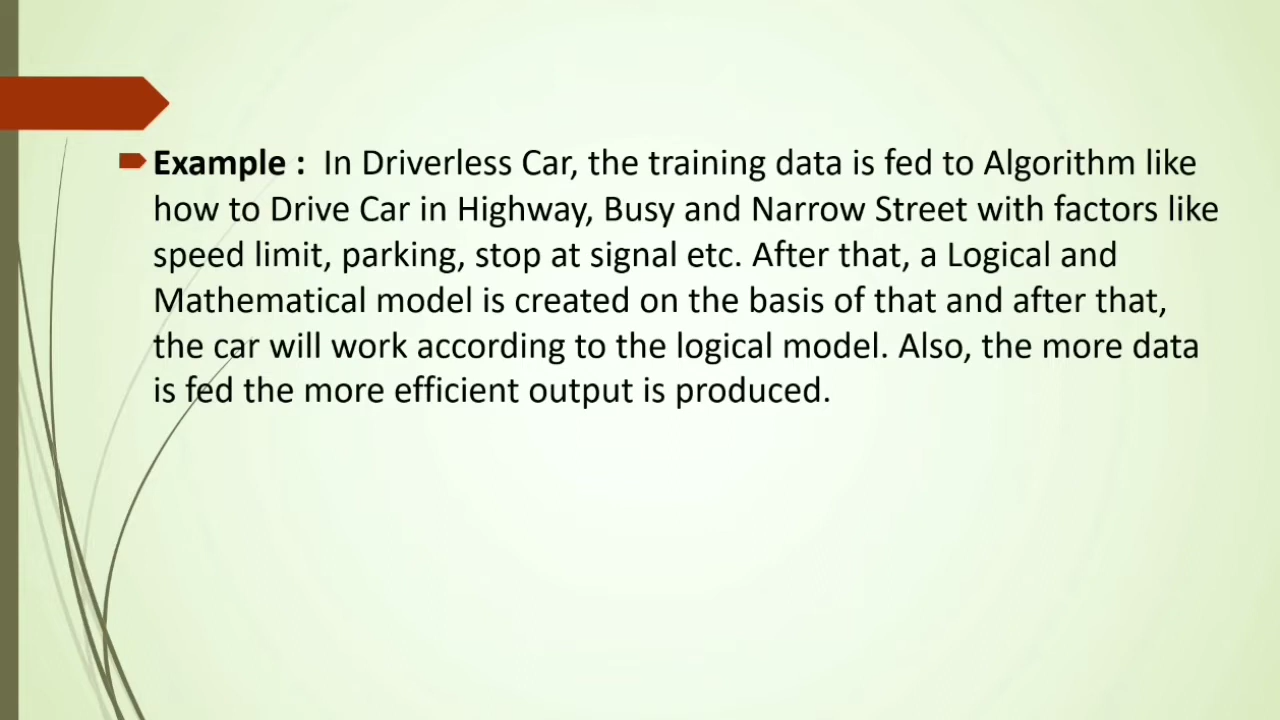 Example : In Driverless Car, the training data is fed to Algorithm like
how to Drive Car in Highway, Busy and Narrow Street with factors like
speed limit, parking, stop at signal etc. After that, a Logical and
Mathematical model is created on the basis of that and after that,
the car will work according to the logical model. Also, the more data
is fed the more efficient output is produced.